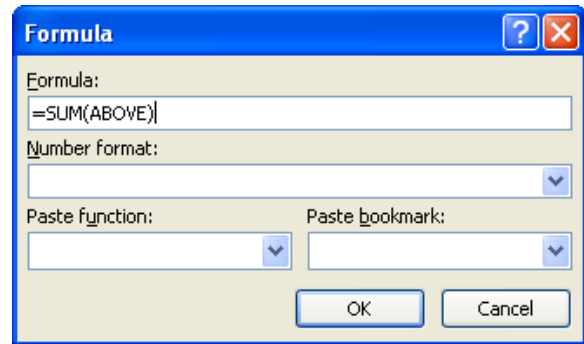 Formula
Formula:
=SUM(ABOVE)
Number format:
Paste function: Paste bookmark:
OK Cancel